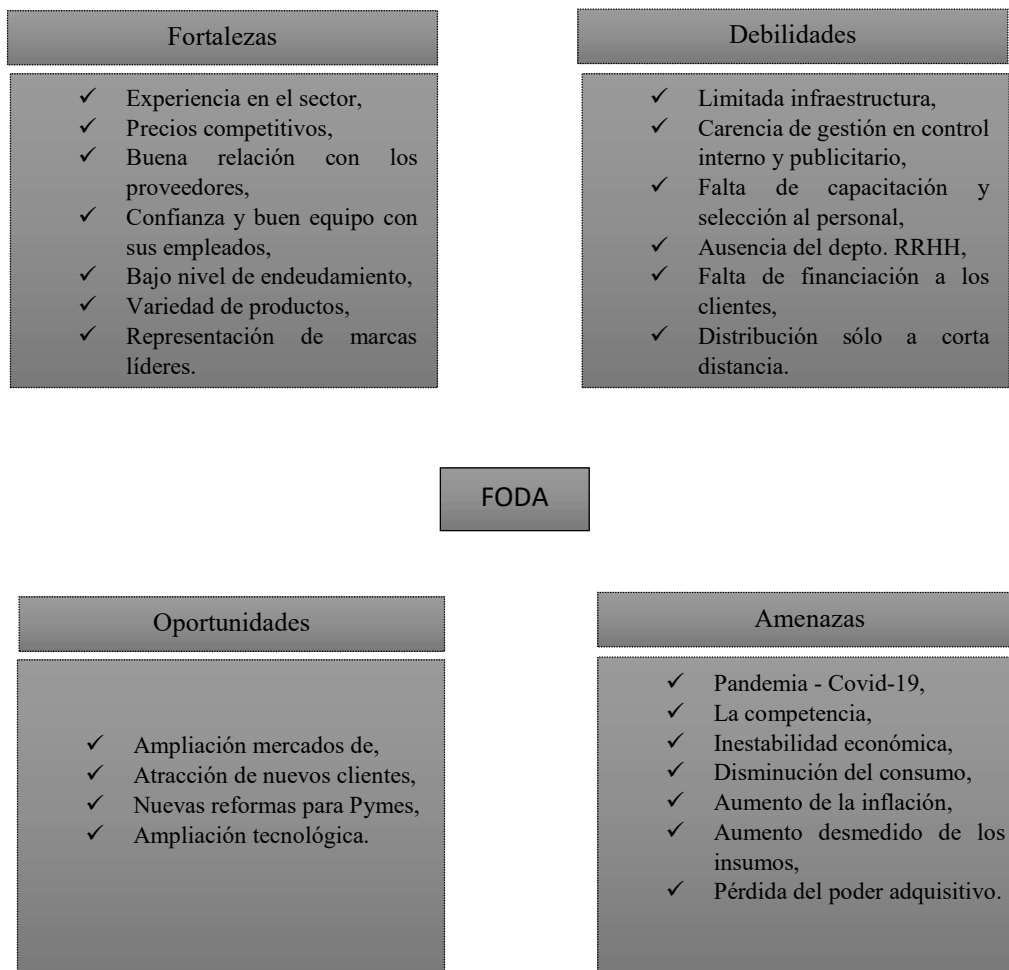 Fortalezas
✓ Experiencia en el sector,
✓ Precios competitivos,
✓ Buena relación con los
proveedores,
✓ Confianza y buen equipo con
sus empleados,
✓ Bajo nivel de endeudamiento,
✓ Variedad de productos,
✓ Representación de marcas
líderes.
Debilidades
✓ Limitada infraestructura,
✓ Carencia de gestión en control
interno y publicitario,
✓ Falta de capacitación y
selección al personal,
✓ Ausencia del depto. RRHH,
✓ Falta de financiación a los
clientes,
✓ Distribución sólo a corta
distancia.
FODA
Oportunidades
✓ Ampliación mercados de,
✓ Atracción de nuevos clientes,
✓ Nuevas reformas para Pymes,
✓ Ampliación tecnológica.
Amenazas
✓ Pandemia - Covid-19,
✓ La competencia,
✓ Inestabilidad económica,
✓ Disminución del consumo,
✓ Aumento de la inflación,
✓ Aumento desmedido de los
insumos,
✓ Pérdida del poder adquisitivo.